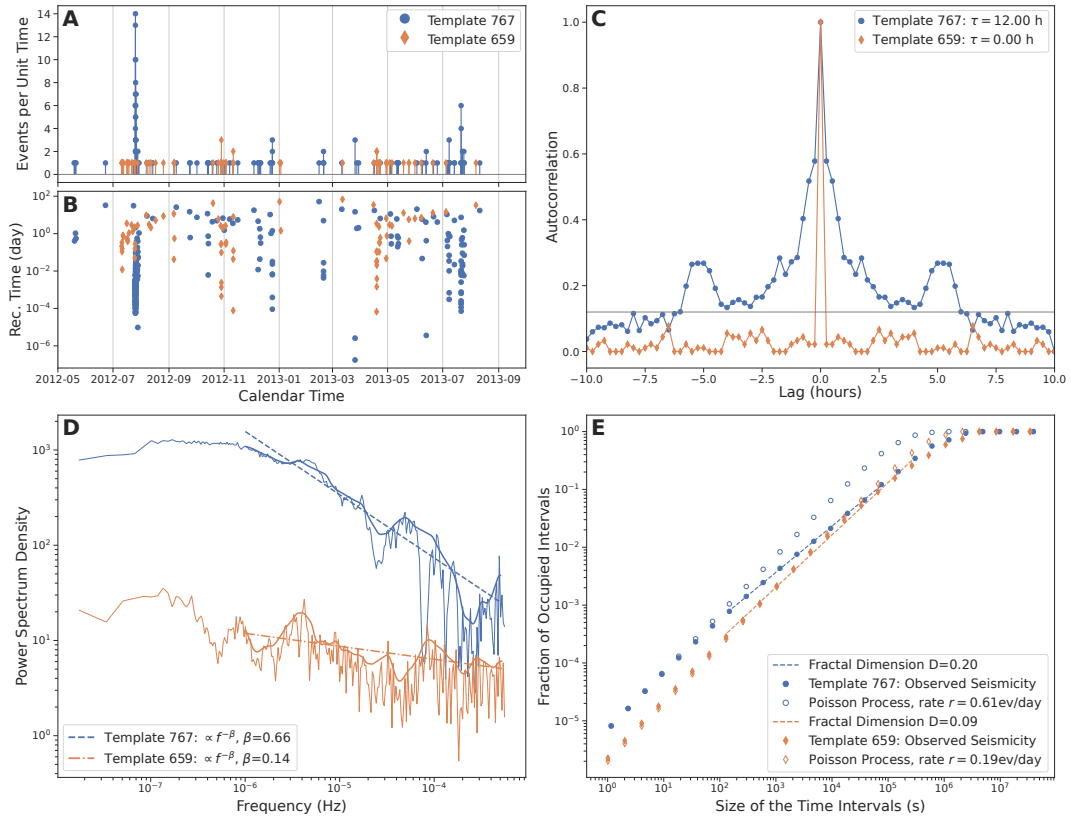 A
Template 767
Template 659
Events per Unit Time
14
12
10
8
6
4
2
0
B
Rec. Time (day)
10^2
10^0
10^−2
10^−4
10^−6
2012-05 2012-07 2012-09 2012-11 2013-01 2013-03 2013-05 2013-07 2013-09
Calendar Time
C
Template 767: τ = 12.00 h
Template 659: τ = 0.00 h
Autocorrelation
1.0
0.8
0.6
0.4
0.2
0.0
−10.0 −7.5 −5.0 −2.5 0.0 2.5 5.0 7.5 10.0
Lag (hours)
D
Power Spectrum Density
10^3
10^2
10^1
10^0
Template 767: ∝ f^−β, β=0.66
Template 659: ∝ f^−β, β=0.14
10^−7 10^−6 10^−5 10^−4
Frequency (Hz)
E
Fraction of Occupied Intervals
10^0
10^−1
10^−2
10^−3
10^−4
10^−5
Fractal Dimension D=0.20
Template 767: Observed Seismicity
Poisson Process, rate r = 0.61ev/day
Fractal Dimension D=0.09
Template 659: Observed Seismicity
Poisson Process, rate r = 0.19ev/day
10^0 10^1 10^2 10^3 10^4 10^5 10^6 10^7
Size of the Time Intervals (s)